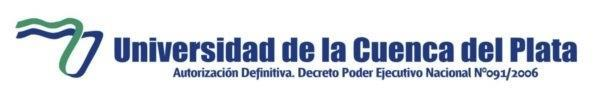 Universidad de la Cuenca del Plata
Autorización Definitiva. Decreto Poder Ejecutivo Nacional N°091/2006